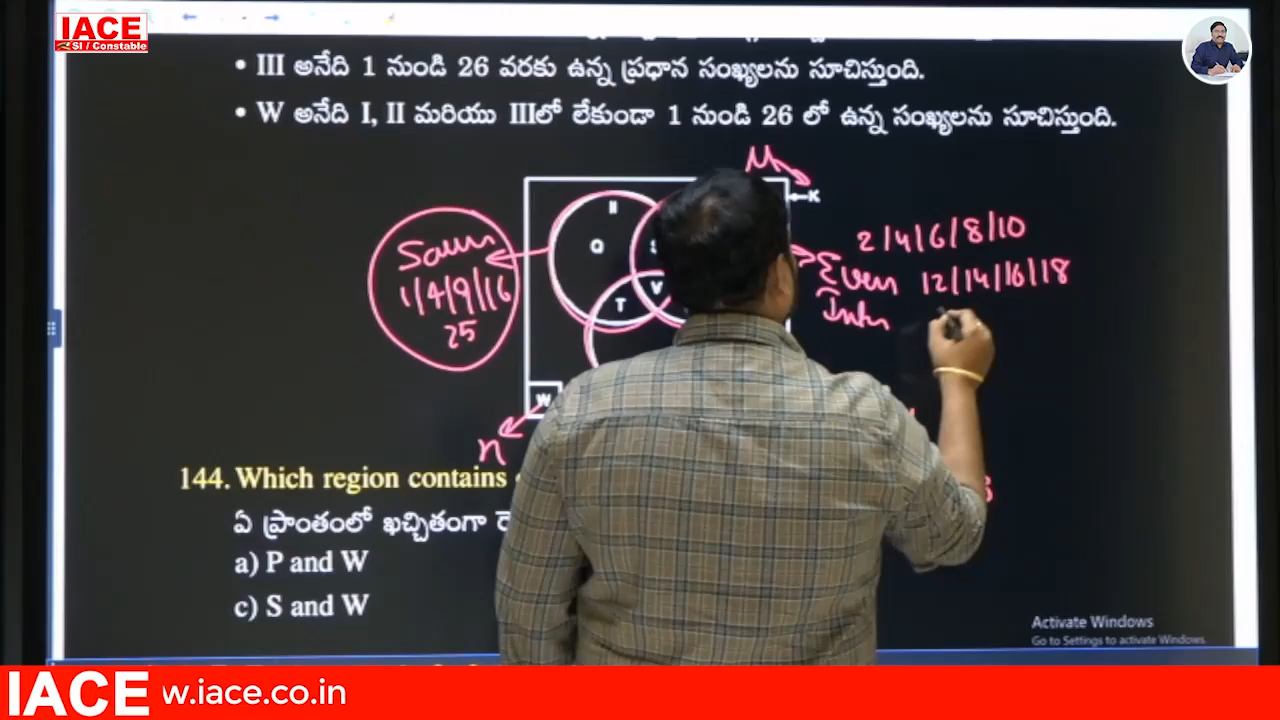 IACE
SI / Constable
• III అనేది 1 నుండి 26 వరకు ఉన్న ప్రధాన సంఖ్యలను సూచిస్తుంది.
• W అనేది I, II మరియు IIIలో లేకుండా 1 నుండి 26 లో ఉన్న సంఖ్యలను సూచిస్తుంది.
K
II
Q
2/4/6/8/10
Even 12/14/16/18
1/4/9/16
25
T
V
W
n
144. Which region contains
ఏ ప్రాంతంలో ఖచ్చితంగా
a) P and W
c) S and W
Activate Windows
Go to Settings to activate Windows.
IACE w.iace.co.in